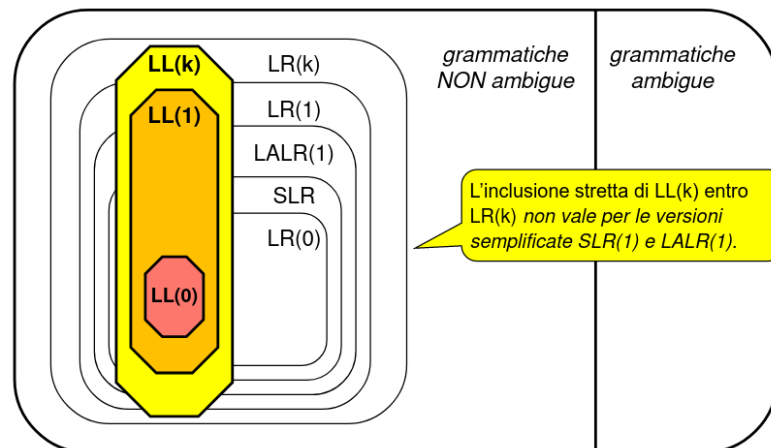 LL(k)
LR(k)
grammatiche
NON ambigue
grammatiche
ambigue
LL(1)
LR(1)
LALR(1)
SLR
LR(0)
LL(0)
L'inclusione stretta di LL(k) entro
LR(k) non vale per le versioni
semplificate SLR(1) e LALR(1).